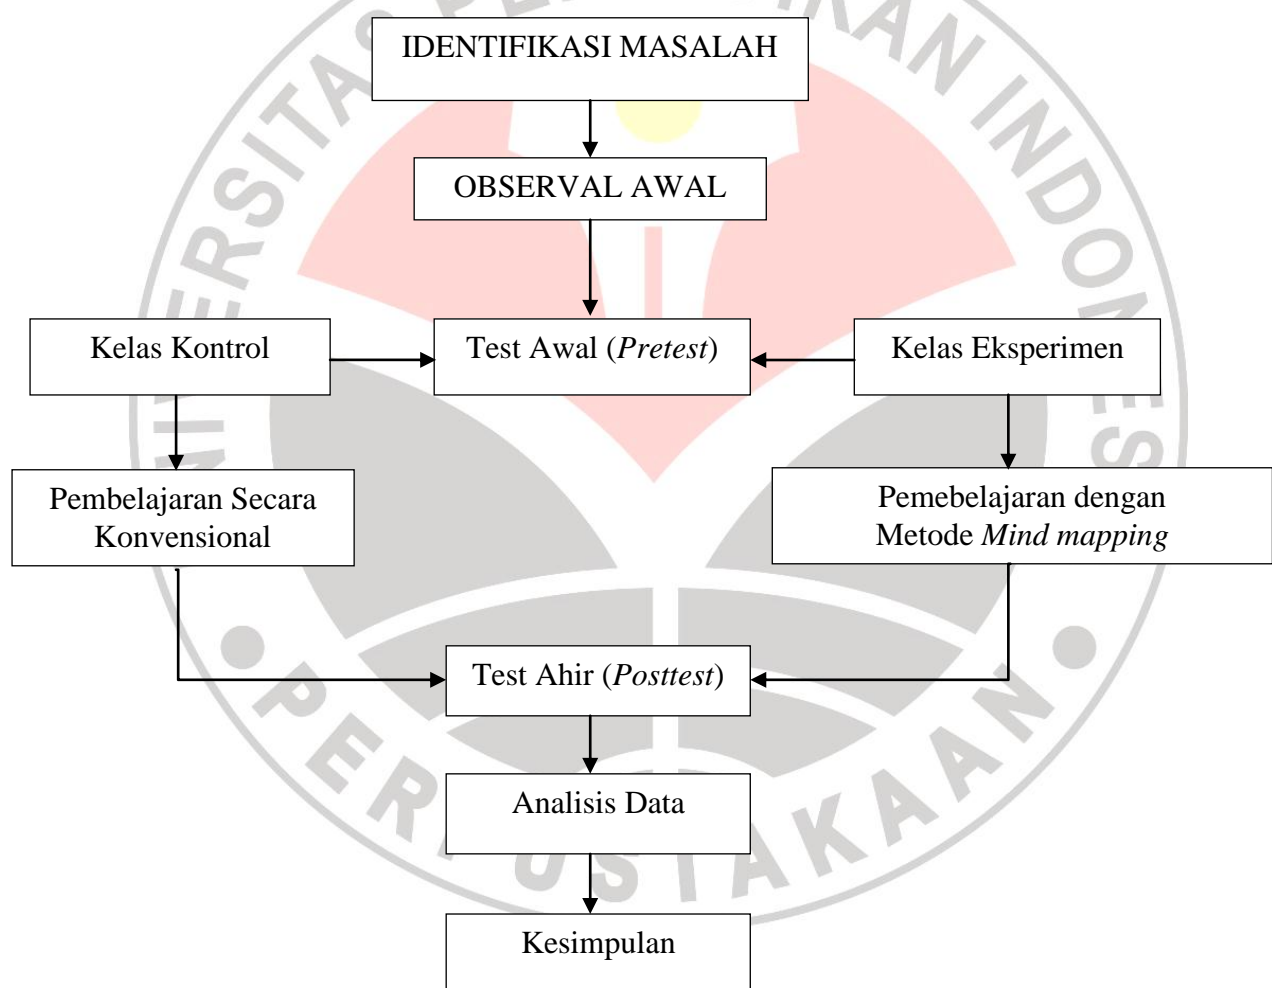 IDENTIFIKASI MASALAH
OBSERVAL AWAL
Kelas Kontrol
Test Awal (Pretest)
Kelas Eksperimen
Pembelajaran Secara
Konvensional
Pemebelajaran dengan
Metode Mind mapping
Test Ahir (Posttest)
Analisis Data
Kesimpulan